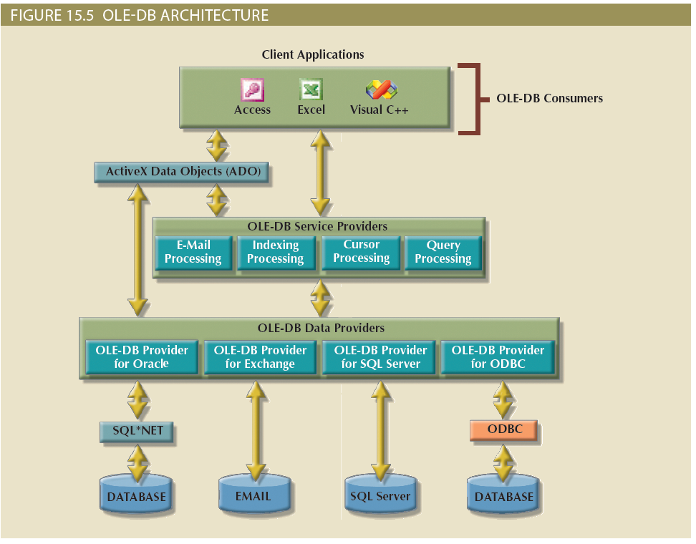 FIGURE 15.5 OLE-DB ARCHITECTURE
Client Applications
Access Excel Visual C++
OLE-DB Consumers
ActiveX Data Objects (ADO)
OLE-DB Service Providers
E-Mail
Processing
Indexing
Processing
Cursor
Processing
Query
Processing
OLE-DB Data Providers
OLE-DB Provider
for Oracle
OLE-DB Provider
for Exchange
OLE-DB Provider
for SQL Server
OLE-DB Provider
for ODBC
SQL*NET
ODBC
DATABASE
EMAIL
SQL Server
DATABASE